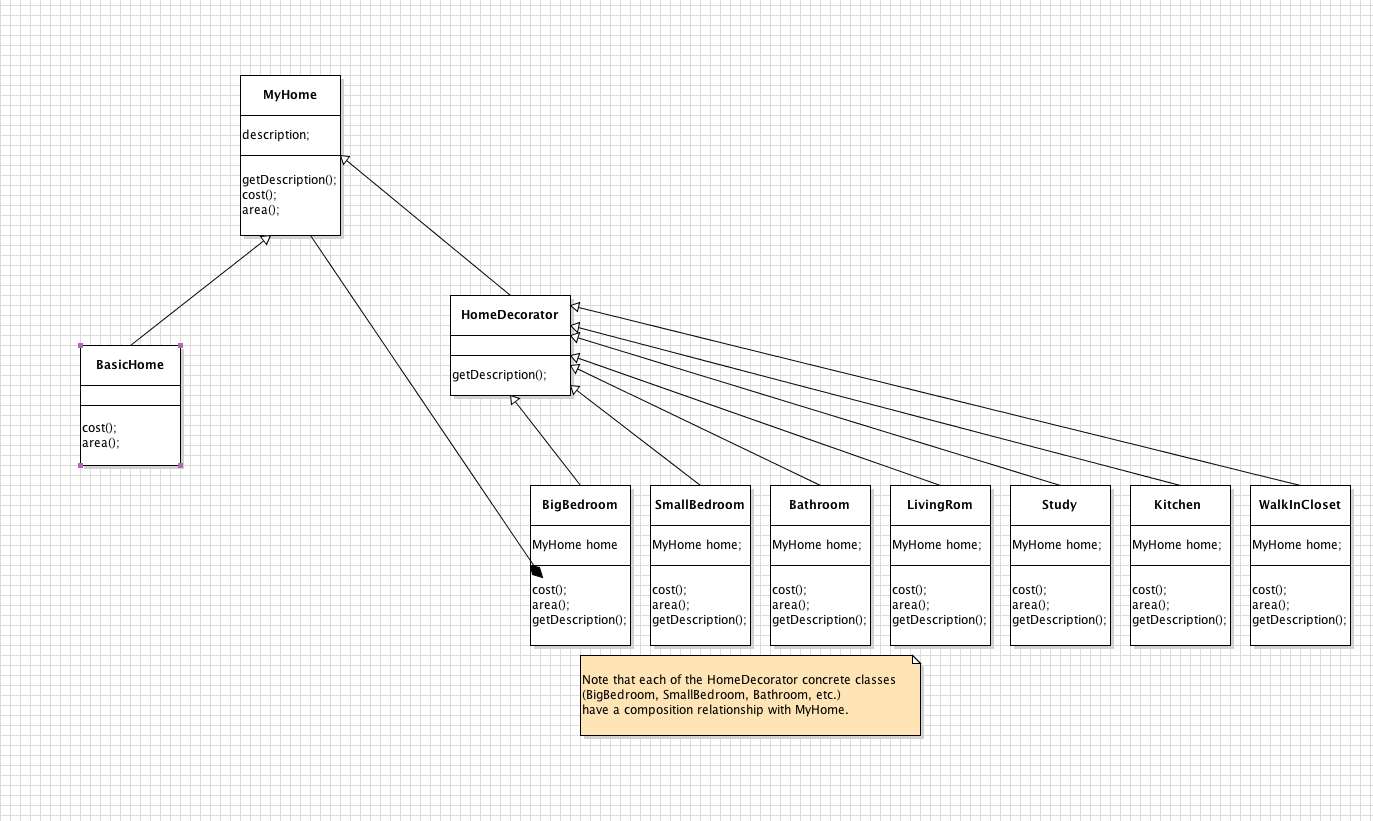 MyHome
description;
getDescription();
cost();
area();
HomeDecorator
getDescription();
BasicHome
cost();
area();
BigBedroom
MyHome home
cost();
area();
getDescription();
SmallBedroom
MyHome home;
cost();
area();
getDescription();
Bathroom
MyHome home;
cost();
area();
getDescription();
LivingRom
MyHome home;
cost();
area();
getDescription();
Study
MyHome home;
cost();
area();
getDescription();
Kitchen
MyHome home;
cost();
area();
getDescription();
WalkInCloset
MyHome home;
cost();
area();
getDescription();
Note that each of the HomeDecorator concrete classes
(BigBedroom, SmallBedroom, Bathroom, etc.)
have a composition relationship with MyHome.